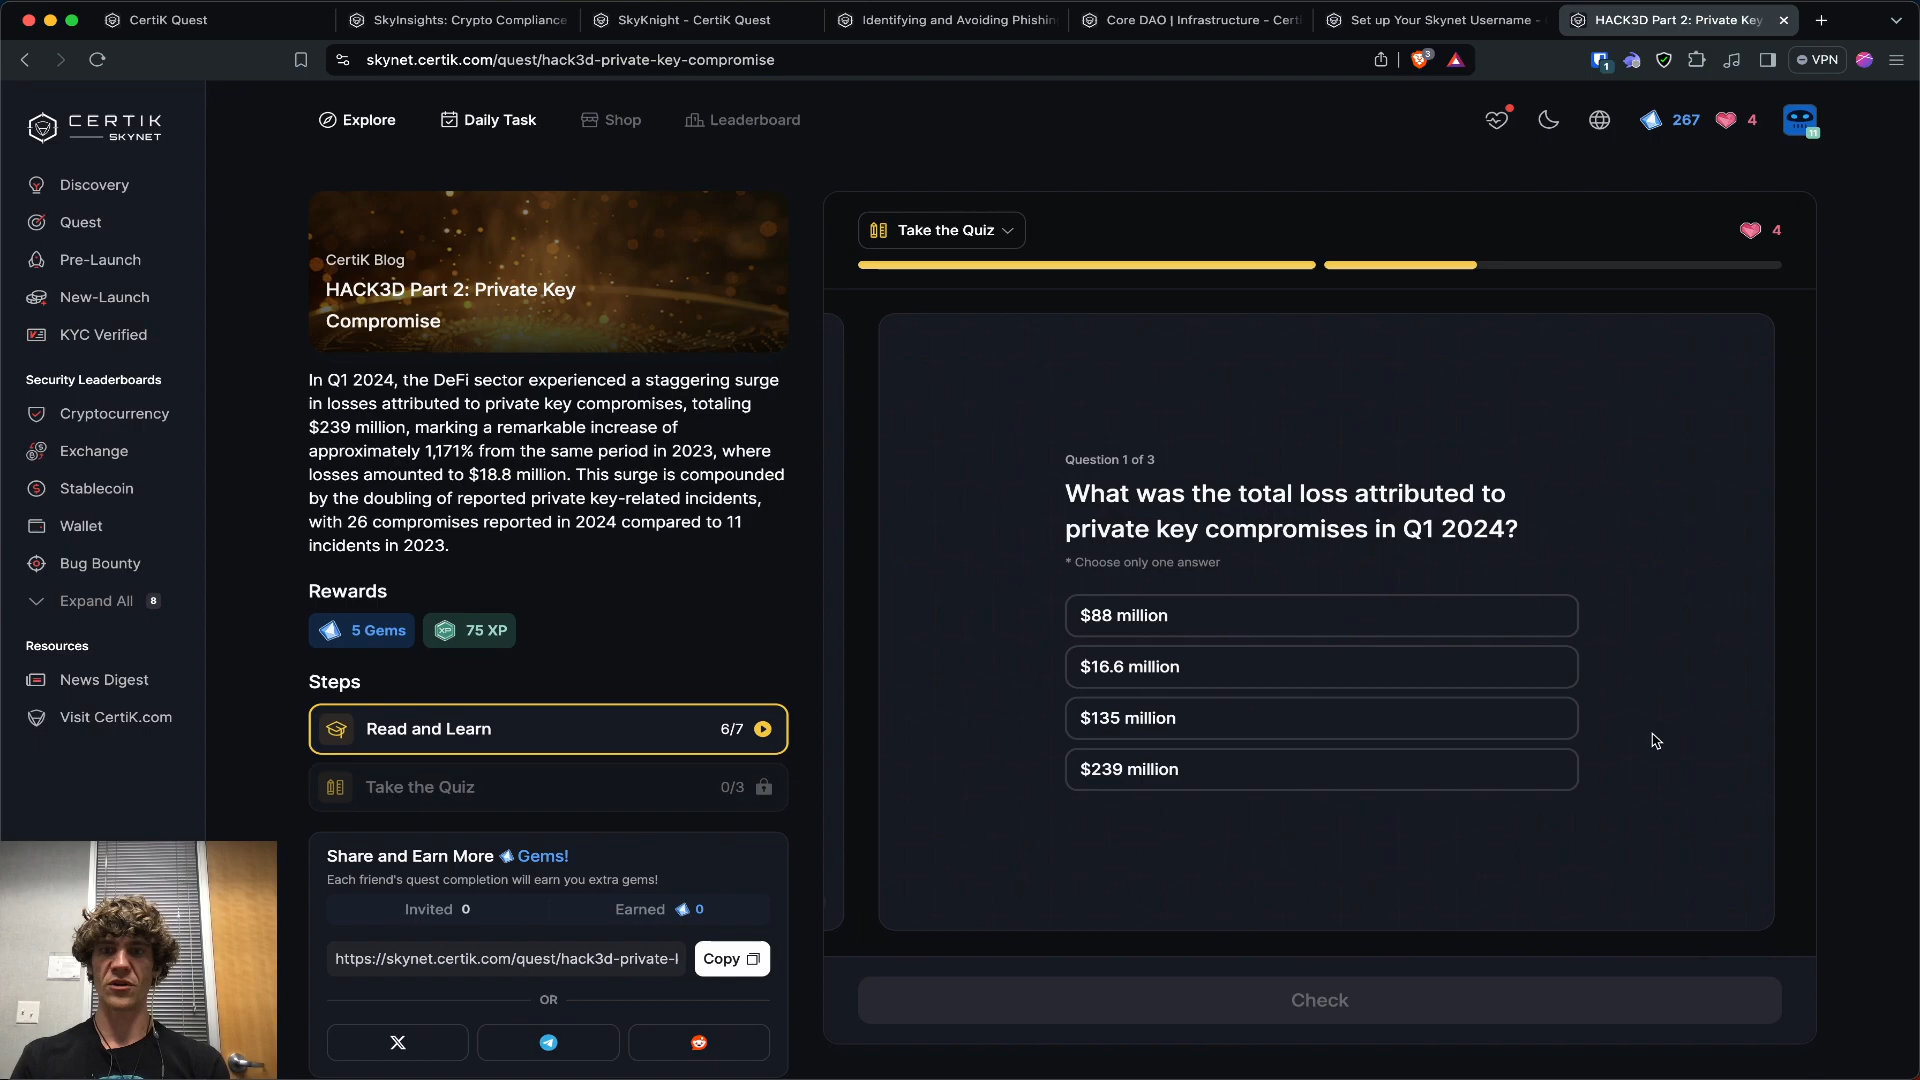 CertiK Quest
SkyInsights: Crypto Compliance
SkyKnight - CertiK Quest
Identifying and Avoiding Phishin
Core DAO | Infrastructure - Certi
Set up Your Skynet Username -
HACK3D Part 2: Private Key
skynet.certik.com/quest/hack3d-private-key-compromise
3
1
VPN
CERTIK
SKYNET
Explore
Daily Task
Shop
Leaderboard
267
4
11
Discovery
Quest
Pre-Launch
New-Launch
KYC Verified
Security Leaderboards
Cryptocurrency
Exchange
Stablecoin
Wallet
Bug Bounty
Expand All 8
Resources
News Digest
Visit CertiK.com
CertiK Blog
HACK3D Part 2: Private Key
Compromise
In Q1 2024, the DeFi sector experienced a staggering surge
in losses attributed to private key compromises, totaling
$239 million, marking a remarkable increase of
approximately 1,171% from the same period in 2023, where
losses amounted to $18.8 million. This surge is compounded
by the doubling of reported private key-related incidents,
with 26 compromises reported in 2024 compared to 11
incidents in 2023.
Rewards
5 Gems
XP 75 XP
Steps
Read and Learn 6/7
Take the Quiz 0/3
Share and Earn More Gems!
Each friend's quest completion will earn you extra gems!
Invited 0
Earned 0
https://skynet.certik.com/quest/hack3d-private-l
Copy
OR
Take the Quiz
4
Question 1 of 3
What was the total loss attributed to
private key compromises in Q1 2024?
* Choose only one answer
$88 million
$16.6 million
$135 million
$239 million
Check